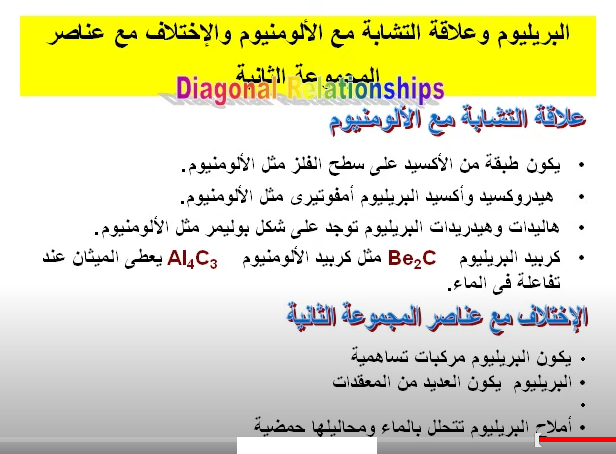 البريليوم وعلاقة التشابة مع الألومنيوم والإختلاف مع عناصر
المجموعة الثانية
Diagonal Relationships
علاقة التشابة مع الألومنيوم
• يكون طبقة من الأكسيد على سطح الفلز مثل الألومنيوم.
• هيدروكسيد وأكسيد البريليوم أمفوتيرى مثل الألومنيوم.
• هاليدات وهيدريدات البريليوم توجد على شكل بوليمر مثل الألومنيوم.
• كربيد البريليوم Be₂C مثل كربيد الألومنيوم Al₄C₃ يعطى الميثان عند
تفاعلة فى الماء.
الإختلاف مع عناصر المجموعة الثانية
• يكون البريليوم مركبات تساهمية
• البريليوم يكون العديد من المعقدات
•
• أملاح البريليوم تتحلل بالماء ومحاليلها حمضية